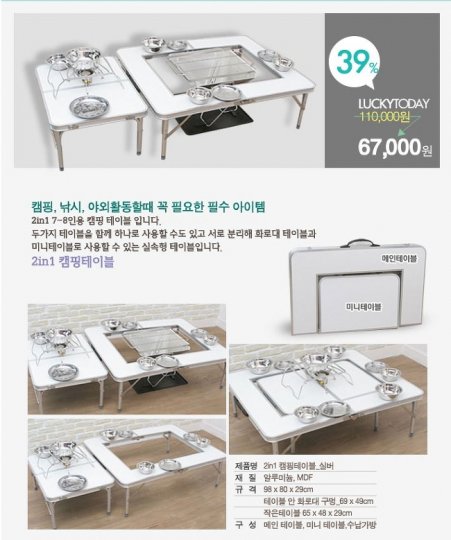 39%
LUCKYTODAY
110,000원
67,000원
캠핑, 낚시, 야외활동할때 꼭 필요한 필수 아이템
2in1 7-8인용 캠핑 테이블 입니다.
두가지 테이블을 함께 하나로 사용할 수도 있고 서로 분리해 화로대 테이블과
미니테이블로 사용할 수 있는 실속형 테이블입니다.
2in1 캠핑테이블
메인테이블
미니테이블
제품명 2in1 캠핑테이블_실버
재 질 알루미늄, MDF
규 격 98 x 80 x 29cm
테이블 안 화로대 구멍_69 x 49cm
작은테이블 65 x 48 x 29cm
구 성 메인 테이블, 미니 테이블,수납가방